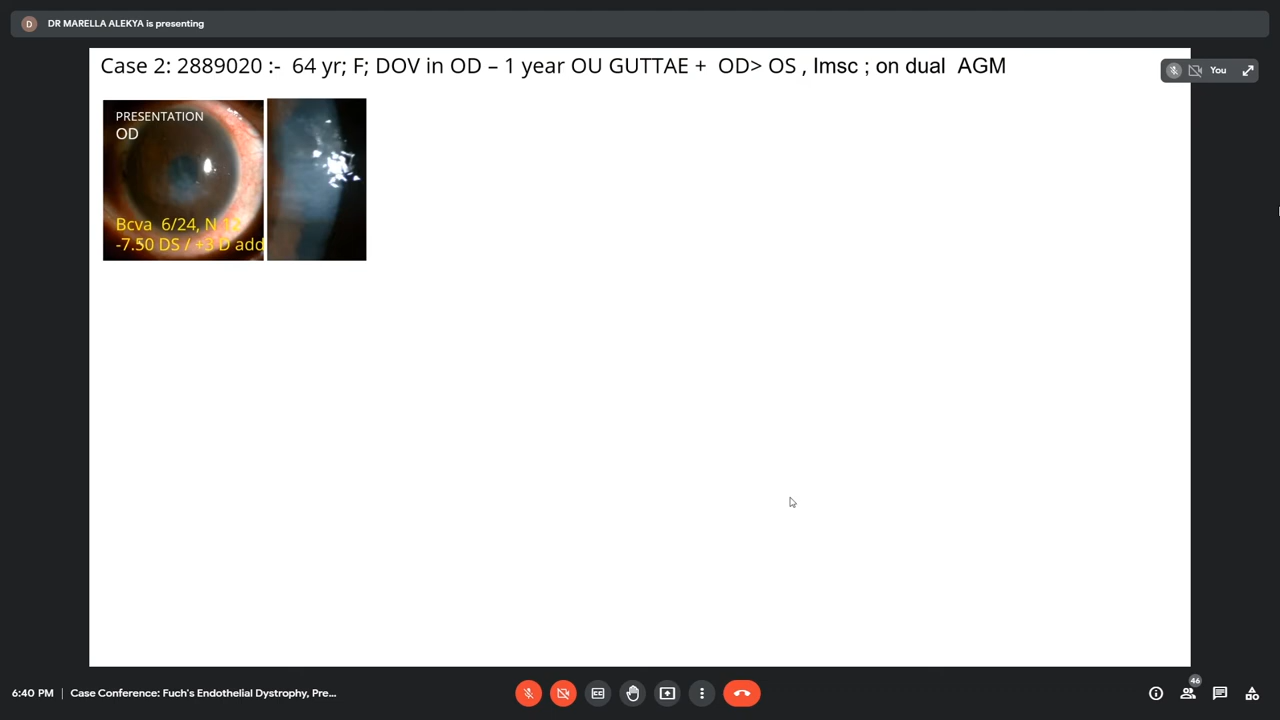 D DR MARELLA ALEKYA is presenting
Case 2: 2889020 :- 64 yr; F; DOV in OD – 1 year OU GUTTAE + OD> OS , Imsc ; on dual AGM
You
PRESENTATION
OD
Bcva 6/24, N
-7.50 DS / +3 D add
6:40 PM
Case Conference: Fuch's Endothelial Dystrophy, Pre...
CC
46